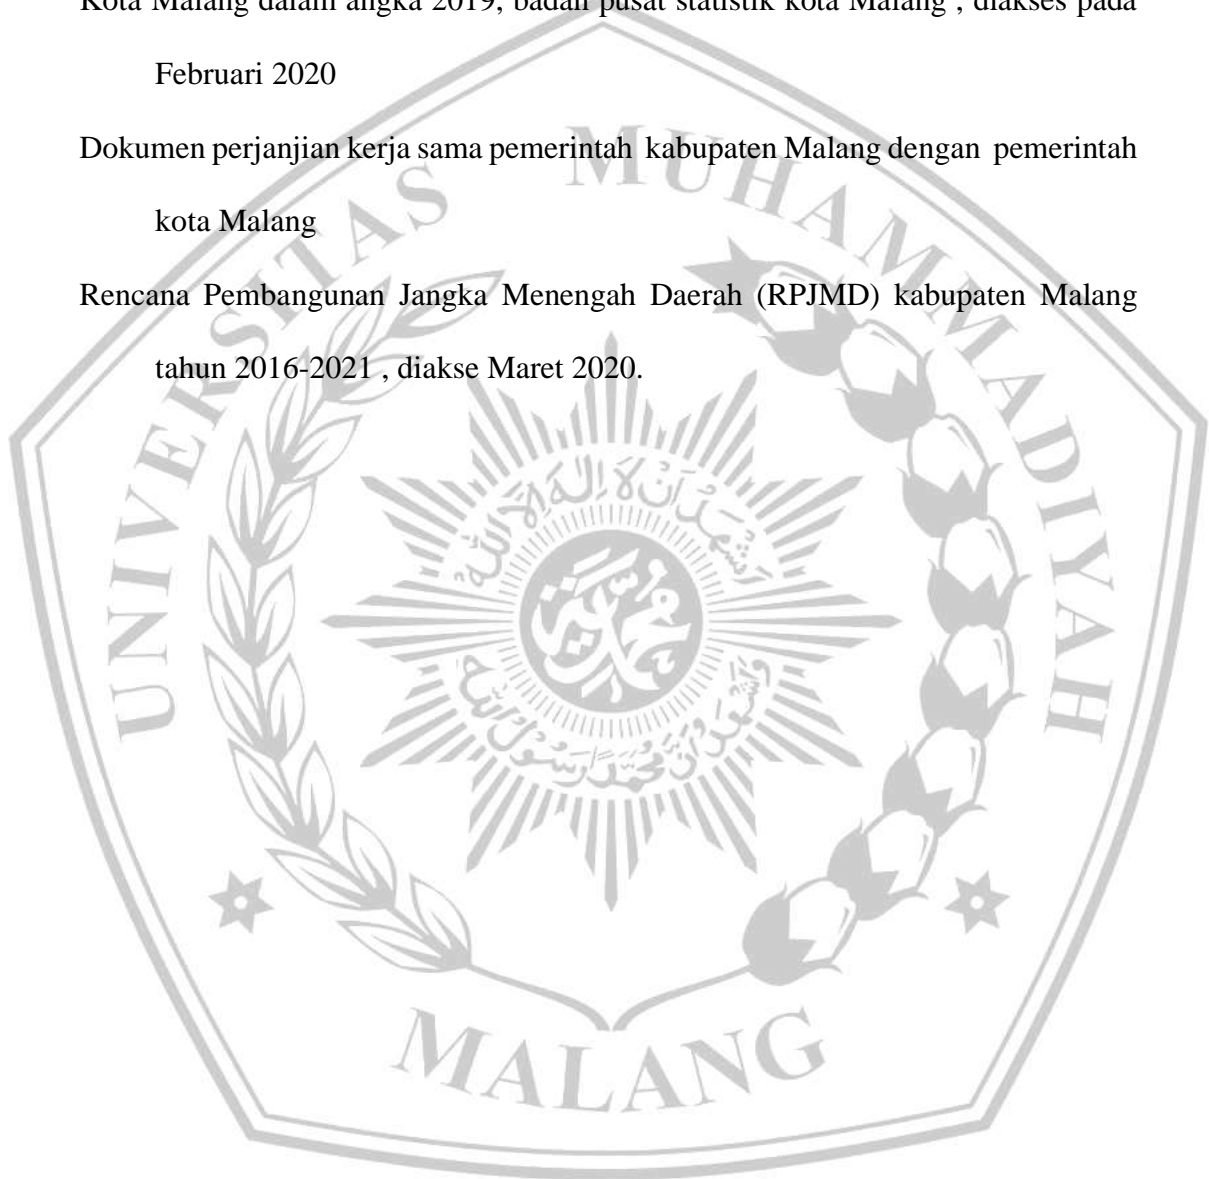 Kota Malang dalam angka 2019, badan pusat statistik kota Malang , diakses pada
Februari 2020
Dokumen perjanjian kerja sama pemerintah kabupaten Malang dengan pemerintah
kota Malang
Rencana Pembangunan Jangka Menengah Daerah (RPJMD) kabupaten Malang
tahun 2016-2021 , diakse Maret 2020.
UNIVERSITAS MUHAMMADIYAH
MALANG